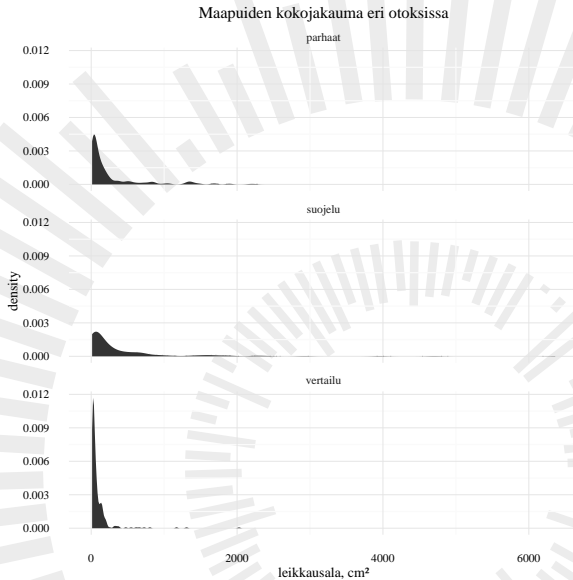 Maapuiden kokojakauma eri otoksissa
parhaat
0.012
0.009
0.006
0.003
0.000
suojelu
0.012
0.009
0.006
0.003
0.000
density
vertailu
0.012
0.009
0.006
0.003
0.000
0 2000 4000 6000
leikkausala, cm²